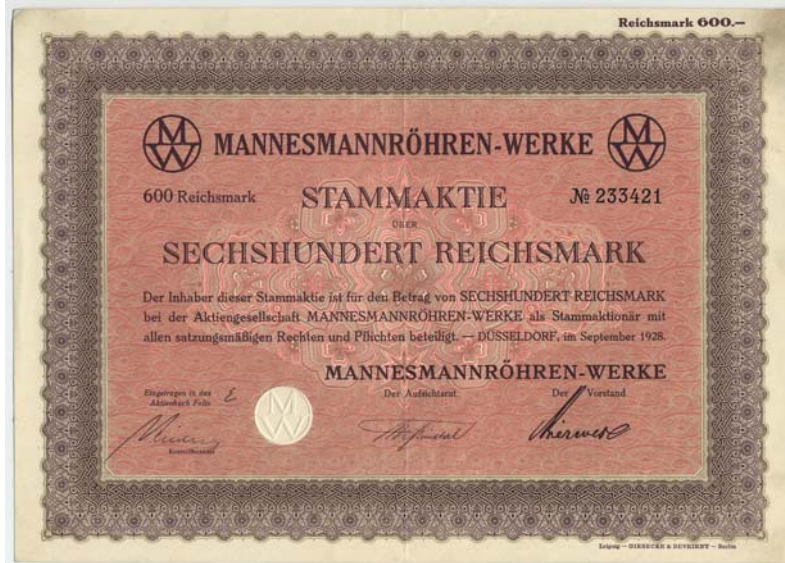 Reichsmark 600.—
MW MANNESMANNRÖHREN-WERKE MW
600 Reichsmark STAMMAKTIE № 233421
ÜBER
SECHSHUNDERT REICHSMARK
Der Inhaber dieser Stammaktie ist für den Betrag von SECHSHUNDERT REICHSMARK
bei der Aktiengesellschaft MANNESMANNRÖHREN-WERKE als Stammaktionär mit
allen satzungsmäßigen Rechten und Pflichten beteiligt. — DÜSSELDORF, im September 1928.
MANNESMANNRÖHREN-WERKE
Eingetragen in das Der Aufsichtsrat Der Vorstand
Aktienbuch Folio E
MW
Kontrollbeamter
Leipzig — GIESECKE & DEVRIENT — Berlin